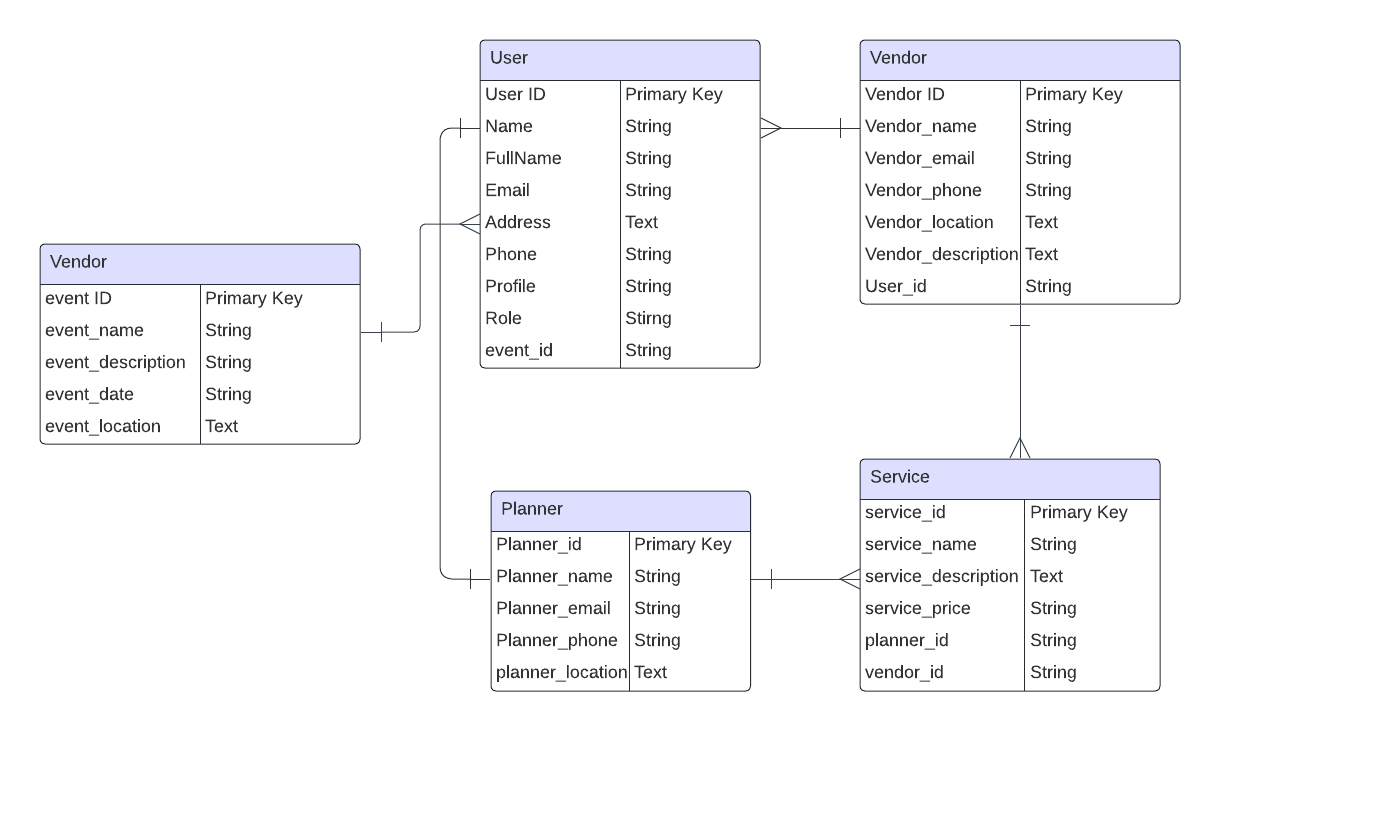 User
User ID Primary Key
Name String
FullName String
Email String
Address Text
Phone String
Profile String
Role Stirng
event_id String
Vendor
Vendor ID Primary Key
Vendor_name String
Vendor_email String
Vendor_phone String
Vendor_location Text
Vendor_description Text
User_id String
Vendor
event ID Primary Key
event_name String
event_description String
event_date String
event_location Text
Planner
Planner_id Primary Key
Planner_name String
Planner_email String
Planner_phone String
planner_location Text
Service
service_id Primary Key
service_name String
service_description Text
service_price String
planner_id String
vendor_id String